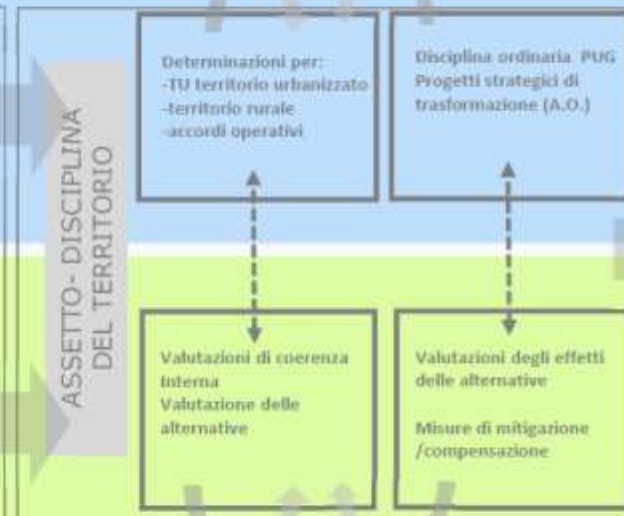 ASSETTO- DISCIPLINA
DEL TERRITORIO
Determinazioni per:
-TU territorio urbanizzato
-territorio rurale
-accordi operativi
Disciplina ordinaria PUG
Progetti strategici di
trasformazione (A.O.)
Valutazioni di coerenza
Interna
Valutazione delle
alternative
Valutazioni degli effetti
delle alternative
Misure di mitigazione
/compensazione